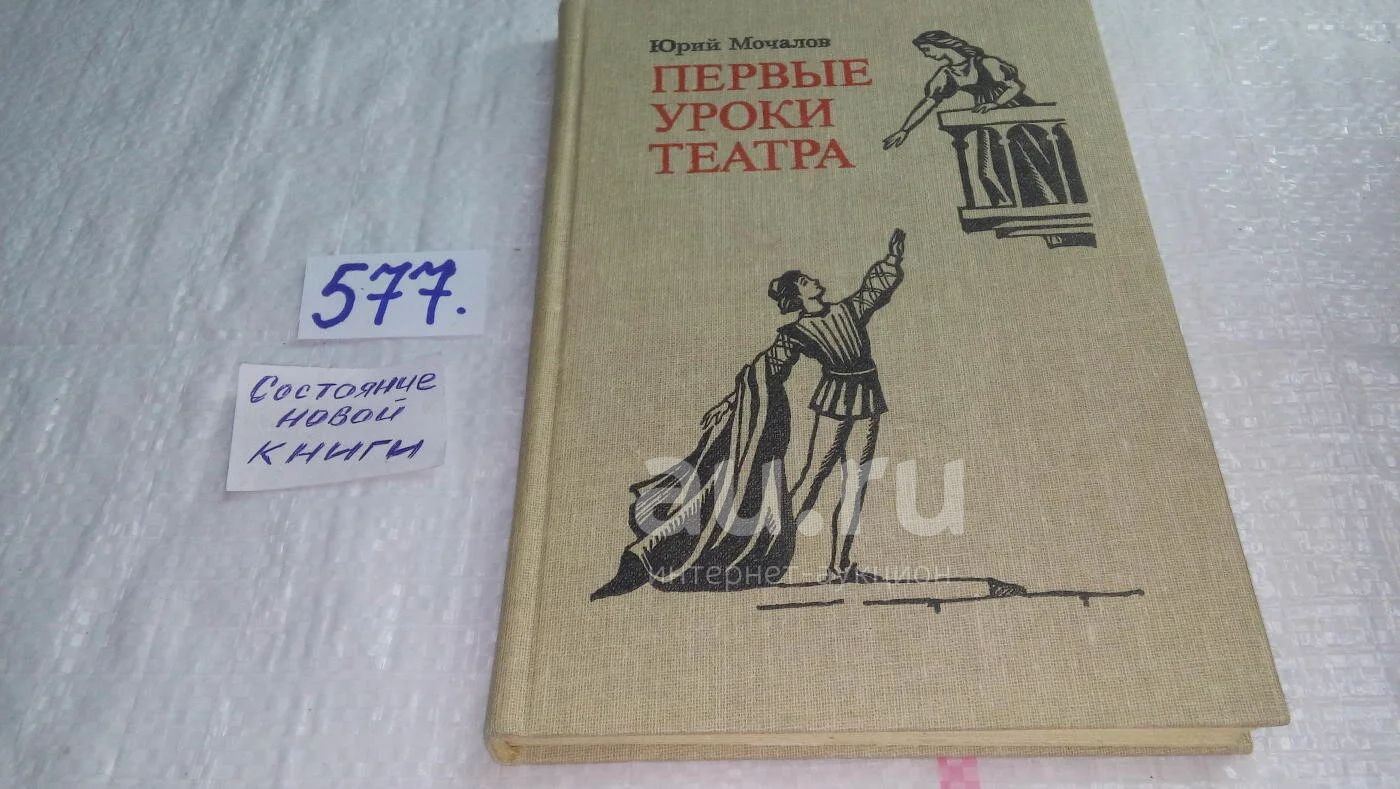 Юрий Мочалов
ПЕРВЫЕ
УРОКИ
ТЕАТРА
577.
Состояние
новой
книги
au.ru
интернет-аукцион